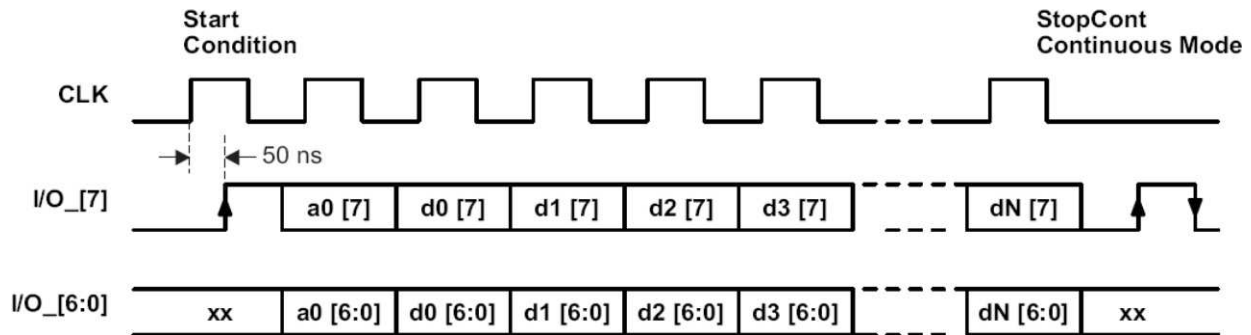 Start
Condition
StopCont
Continuous Mode
CLK
50 ns
I/O_[7]
a0 [7] d0 [7] d1 [7] d2 [7] d3 [7] dN [7]
I/O_[6:0]
xx a0 [6:0] d0 [6:0] d1 [6:0] d2 [6:0] d3 [6:0] dN [6:0] xx